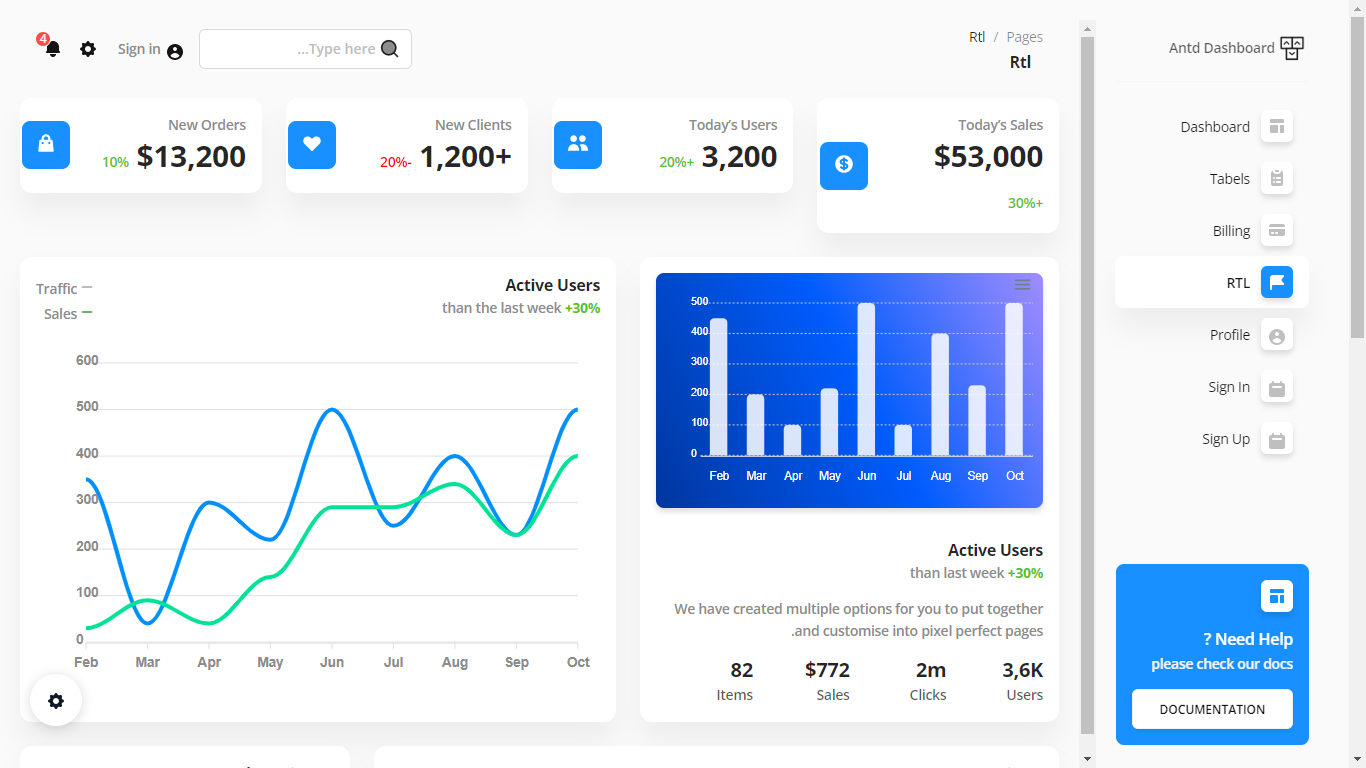 4
Sign in
Type here...
Rtl / Pages
Rtl
Antd Dashboard
Dashboard
Tabels
Billing
RTL
Profile
Sign In
Sign Up
? Need Help
please check our docs
DOCUMENTATION
New Orders
10% $13,200
New Clients
20%- 1,200+
Today's Users
20%+ 3,200
Today's Sales
$53,000
30%+
Traffic
Sales
Active Users
than the last week +30%
600
500
400
300
200
100
0
Feb Mar Apr May Jun Jul Aug Sep Oct
500
400
300
200
100
0
Feb Mar Apr May Jun Jul Aug Sep Oct
Active Users
than last week +30%
We have created multiple options for you to put together
.and customise into pixel perfect pages
82 $772 2m 3,6K
Items Sales Clicks Users